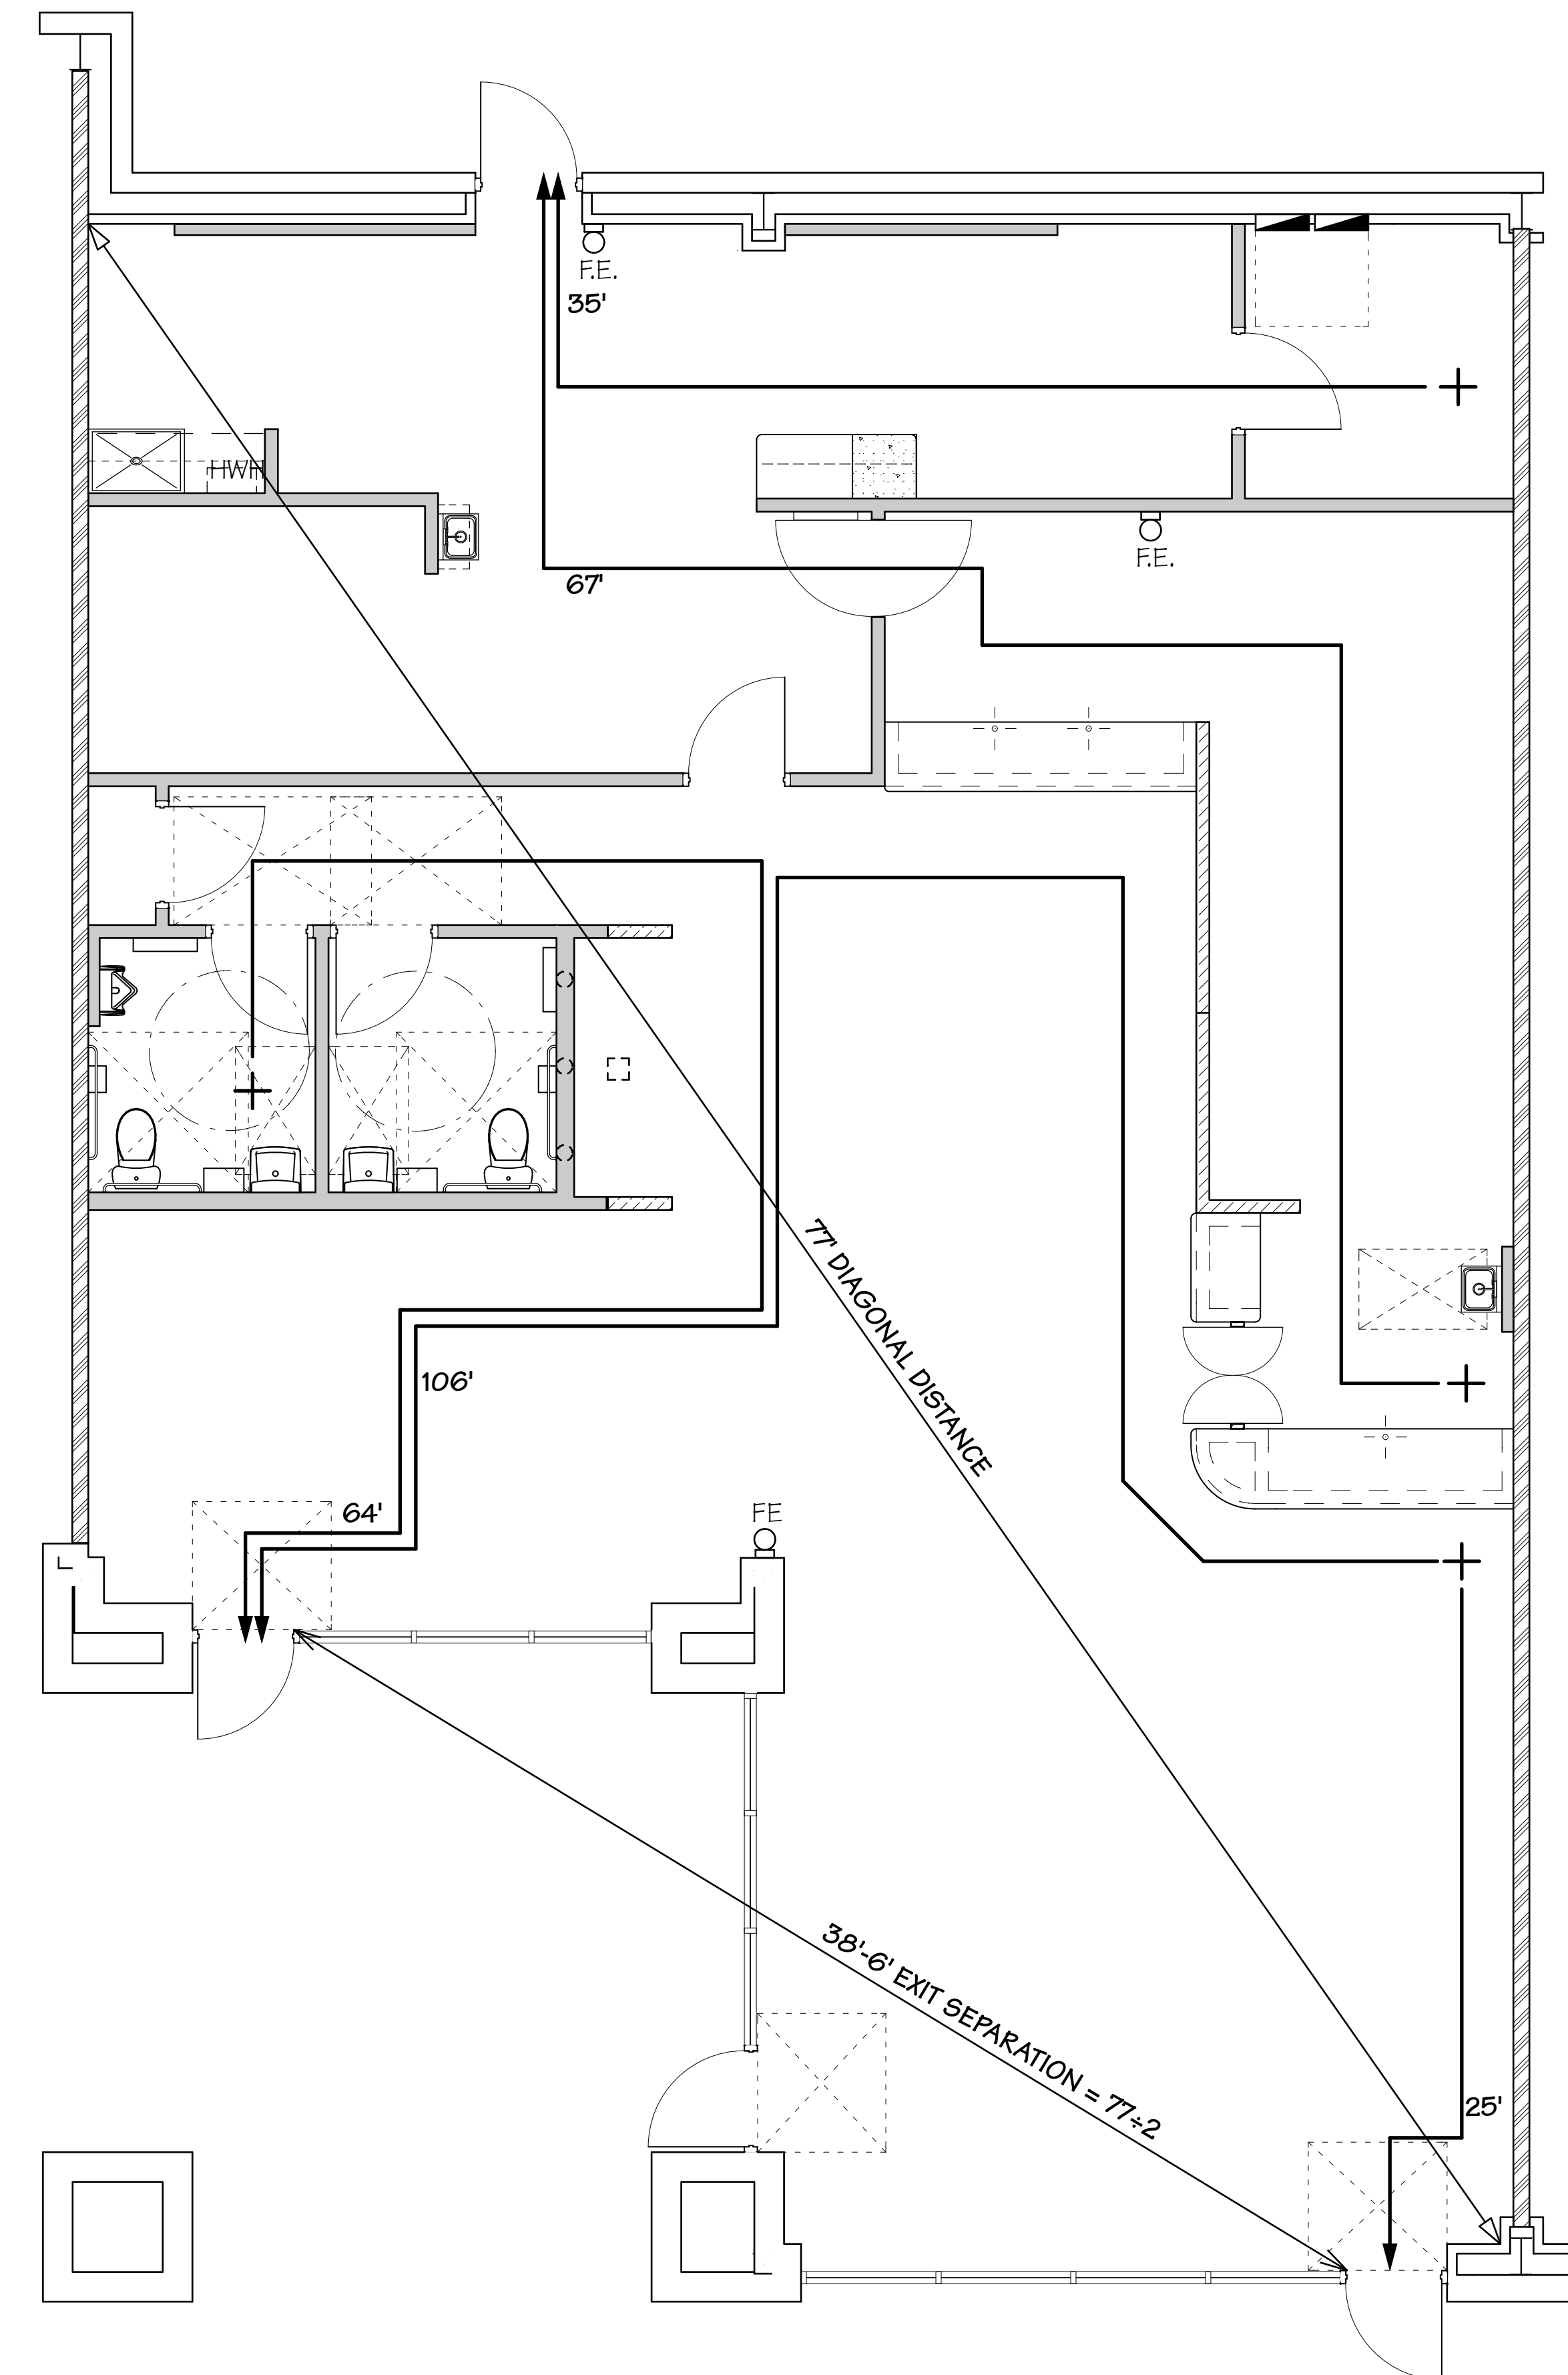 F.E.
35'
HWH
F.E.
67'
77' DIAGONAL DISTANCE
106'
64'
FE
38'-6' EXIT SEPARATION = 77÷2
25'